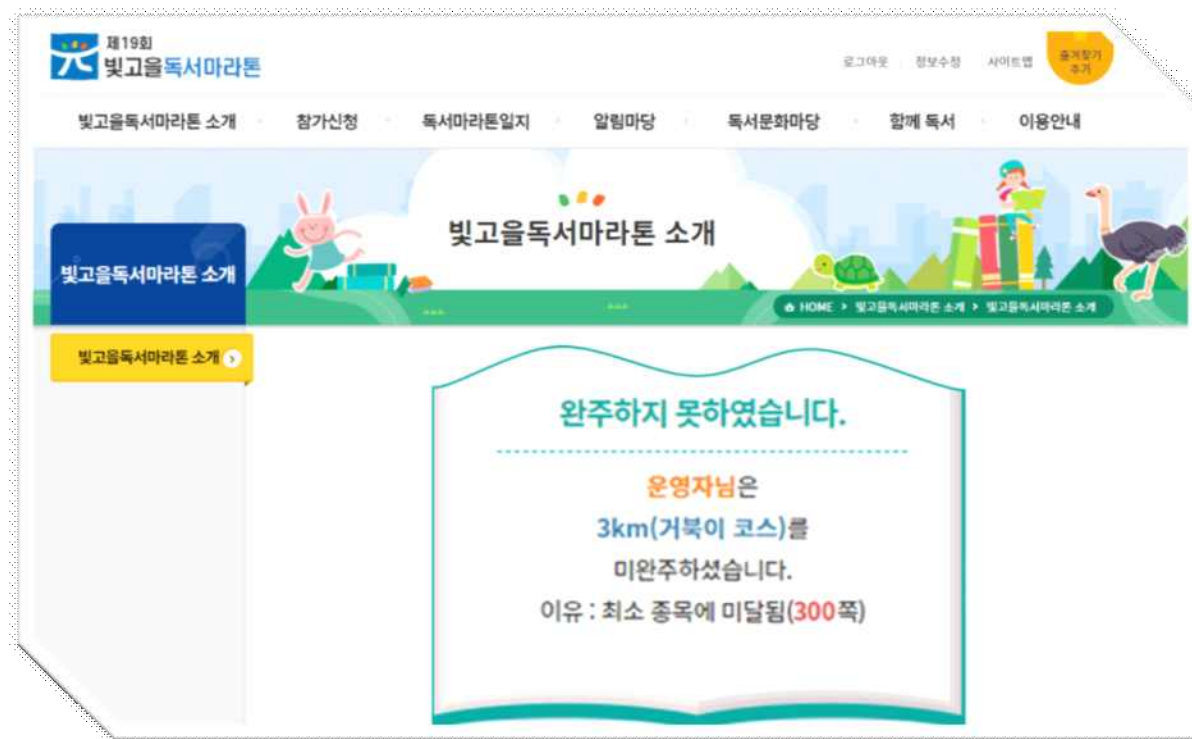 제19회
빛고을독서마라톤
로그아웃 정보수정 사이트맵
즐겨찾기
추가
빛고을독서마라톤 소개 참가신청 독서마라톤일지 알림마당 독서문화마당 함께 독서 이용안내
빛고을독서마라톤 소개
빛고을독서마라톤 소개
HOME > 빛고을독서마라톤 소개 > 빛고을독서마라톤 소개
빛고을독서마라톤 소개
완주하지 못하였습니다.
운영자님은
3km(거북이 코스)를
미완주하셨습니다.
이유 : 최소 종목에 미달됨(300쪽)